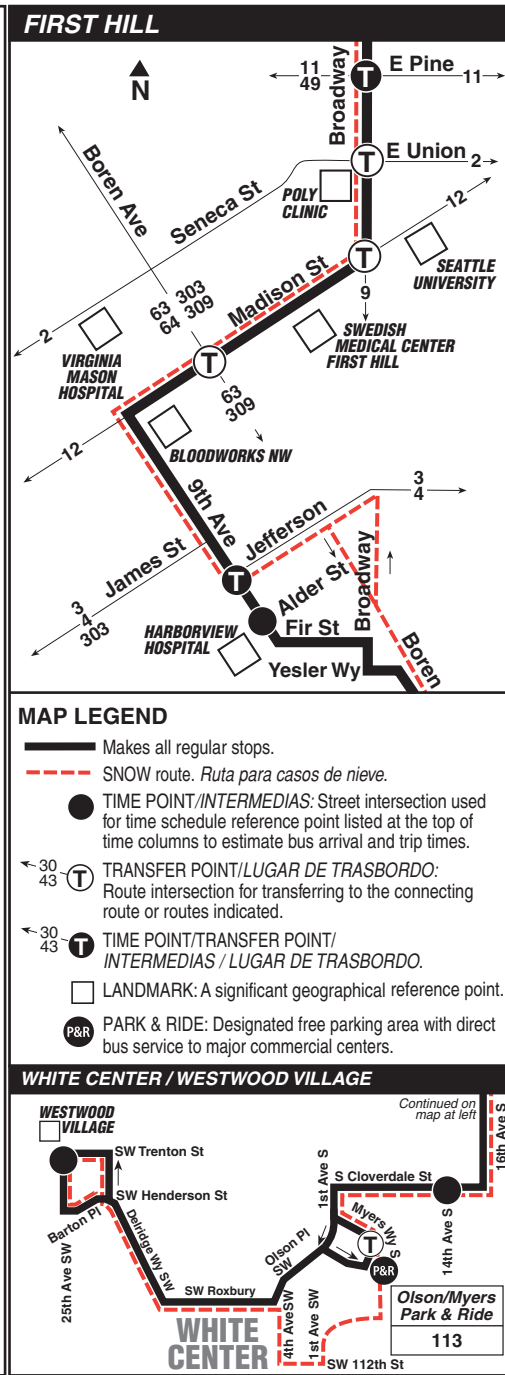 FIRST HILL
N
11
49
Broadway
T
E Pine
11
Boren Ave
Seneca St
T
E Union
2
POLY
CLINIC
12
T
SEATTLE
UNIVERSITY
9
2
63 303
64 309
Madison St
VIRGINIA
MASON
HOSPITAL
T
SWEDISH
MEDICAL CENTER
FIRST HILL
63
309
12
BLOODWORKS NW
9th Ave
3
4
Jefferson
James St
T
Alder St
Broadway
3
4
303
HARBORVIEW
HOSPITAL
Fir St
Yesler Wy
Boren
MAP LEGEND
Makes all regular stops.
SNOW route. Ruta para casos de nieve.
TIME POINT/INTERMEDIAS: Street intersection used
for time schedule reference point listed at the top of
time columns to estimate bus arrival and trip times.
30
43
T
TRANSFER POINT/LUGAR DE TRASBORDO:
Route intersection for transferring to the connecting
route or routes indicated.
30
43
T
TIME POINT/TRANSFER POINT/
INTERMEDIAS / LUGAR DE TRASBORDO.
LANDMARK: A significant geographical reference point.
P&R
PARK & RIDE: Designated free parking area with direct
bus service to major commercial centers.
WHITE CENTER / WESTWOOD VILLAGE
WESTWOOD
VILLAGE
Continued on
map at left
16th Ave S
SW Trenton St
1st Ave S
S Cloverdale St
SW Henderson St
Barton Pl
25th Ave SW
Delridge Wy SW
Olson Pl
SW
Myers Wy S
T
14th Ave S
P&R
SW Roxbury
WHITE
CENTER
4th AveSW
1st Ave SW
Olson/Myers
Park & Ride
113
SW 112th St